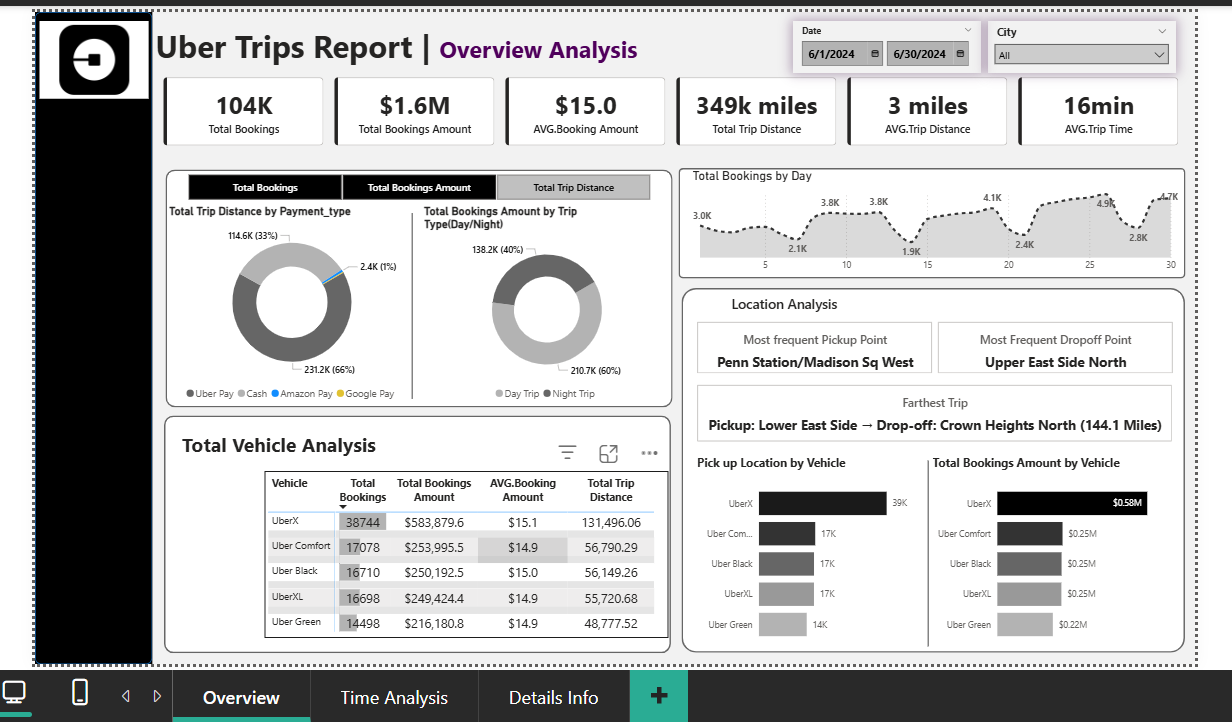 Uber Trips Report | Overview Analysis
Date
6/1/2024
6/30/2024
City
All
104K
Total Bookings
$1.6M
Total Bookings Amount
$15.0
AVG.Booking Amount
349k miles
Total Trip Distance
3 miles
AVG.Trip Distance
16min
AVG.Trip Time
Total Bookings
Total Bookings Amount
Total Trip Distance
Total Trip Distance by Payment_type
114.6K (33%)
2.4K (1%)
231.2K (66%)
Uber Pay Cash Amazon Pay Google Pay
Total Bookings Amount by Trip
Type(Day/Night)
138.2K (40%)
210.7K (60%)
Day Trip Night Trip
Total Bookings by Day
3.0K
2.1K
3.8K
3.8K
1.9K
4.1K
2.4K
4.9K
2.8K
4.7K
5 10 15 20 25 30
Location Analysis
Most frequent Pickup Point
Penn Station/Madison Sq West
Most Frequent Dropoff Point
Upper East Side North
Farthest Trip
Pickup: Lower East Side → Drop-off: Crown Heights North (144.1 Miles)
Total Vehicle Analysis
Vehicle Total Bookings Total Bookings Amount AVG.Booking Amount Total Trip Distance
UberX 38744 $583,879.6 $15.1 131,496.06
Uber Comfort 17078 $253,995.5 $14.9 56,790.29
Uber Black 16710 $250,192.5 $15.0 56,149.26
UberXL 16698 $249,424.4 $14.9 55,720.68
Uber Green 14498 $216,180.8 $14.9 48,777.52
Pick up Location by Vehicle
UberX 39K
Uber Com... 17K
Uber Black 17K
UberXL 17K
Uber Green 14K
Total Bookings Amount by Vehicle
UberX $0.58M
Uber Comfort $0.25M
Uber Black $0.25M
UberXL $0.25M
Uber Green $0.22M
Overview
Time Analysis
Details Info